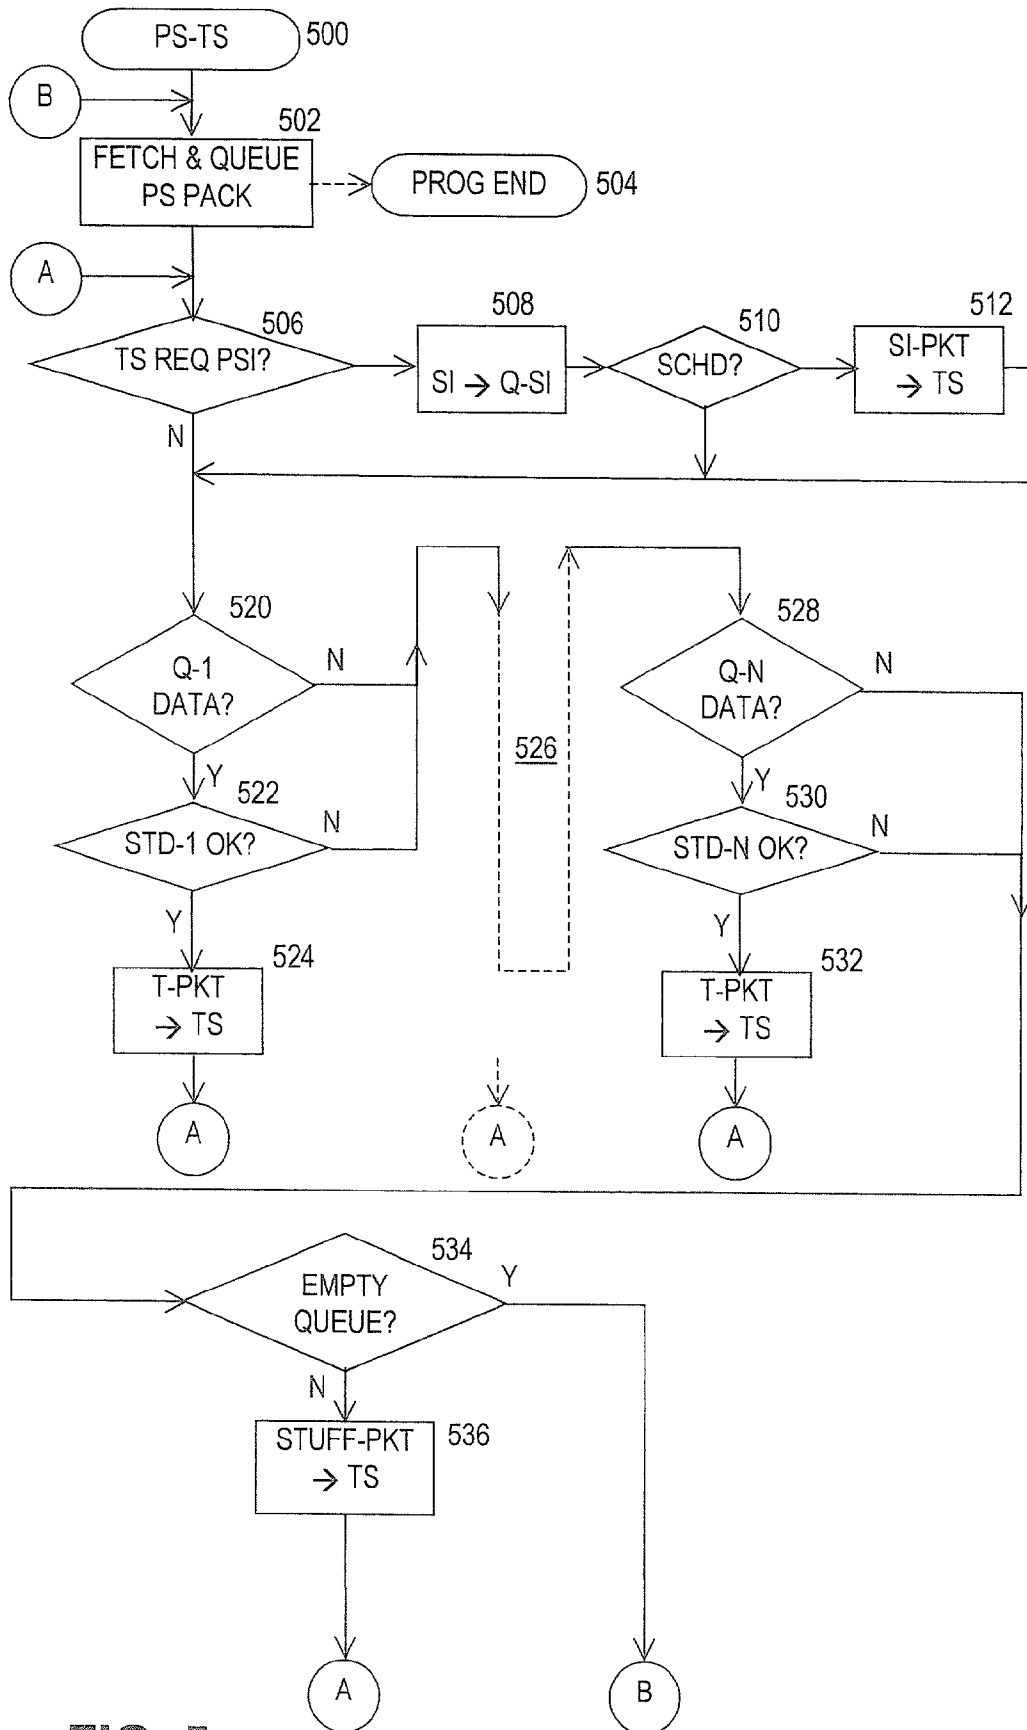 PS-TS
500
B
502
FETCH & QUEUE
PS PACK
PROG END
504
A
506
TS REQ PSI?
508
SI → Q-SI
510
SCHD?
512
SI-PKT
→ TS
N
520
Q-1
DATA?
N
Y
522
STD-1 OK?
N
Y
524
T-PKT
→ TS
A
526
A
528
Q-N
DATA?
N
Y
530
STD-N OK?
N
Y
532
T-PKT
→ TS
A
534
EMPTY
QUEUE?
Y
N
STUFF-PKT
→ TS
536
A
B